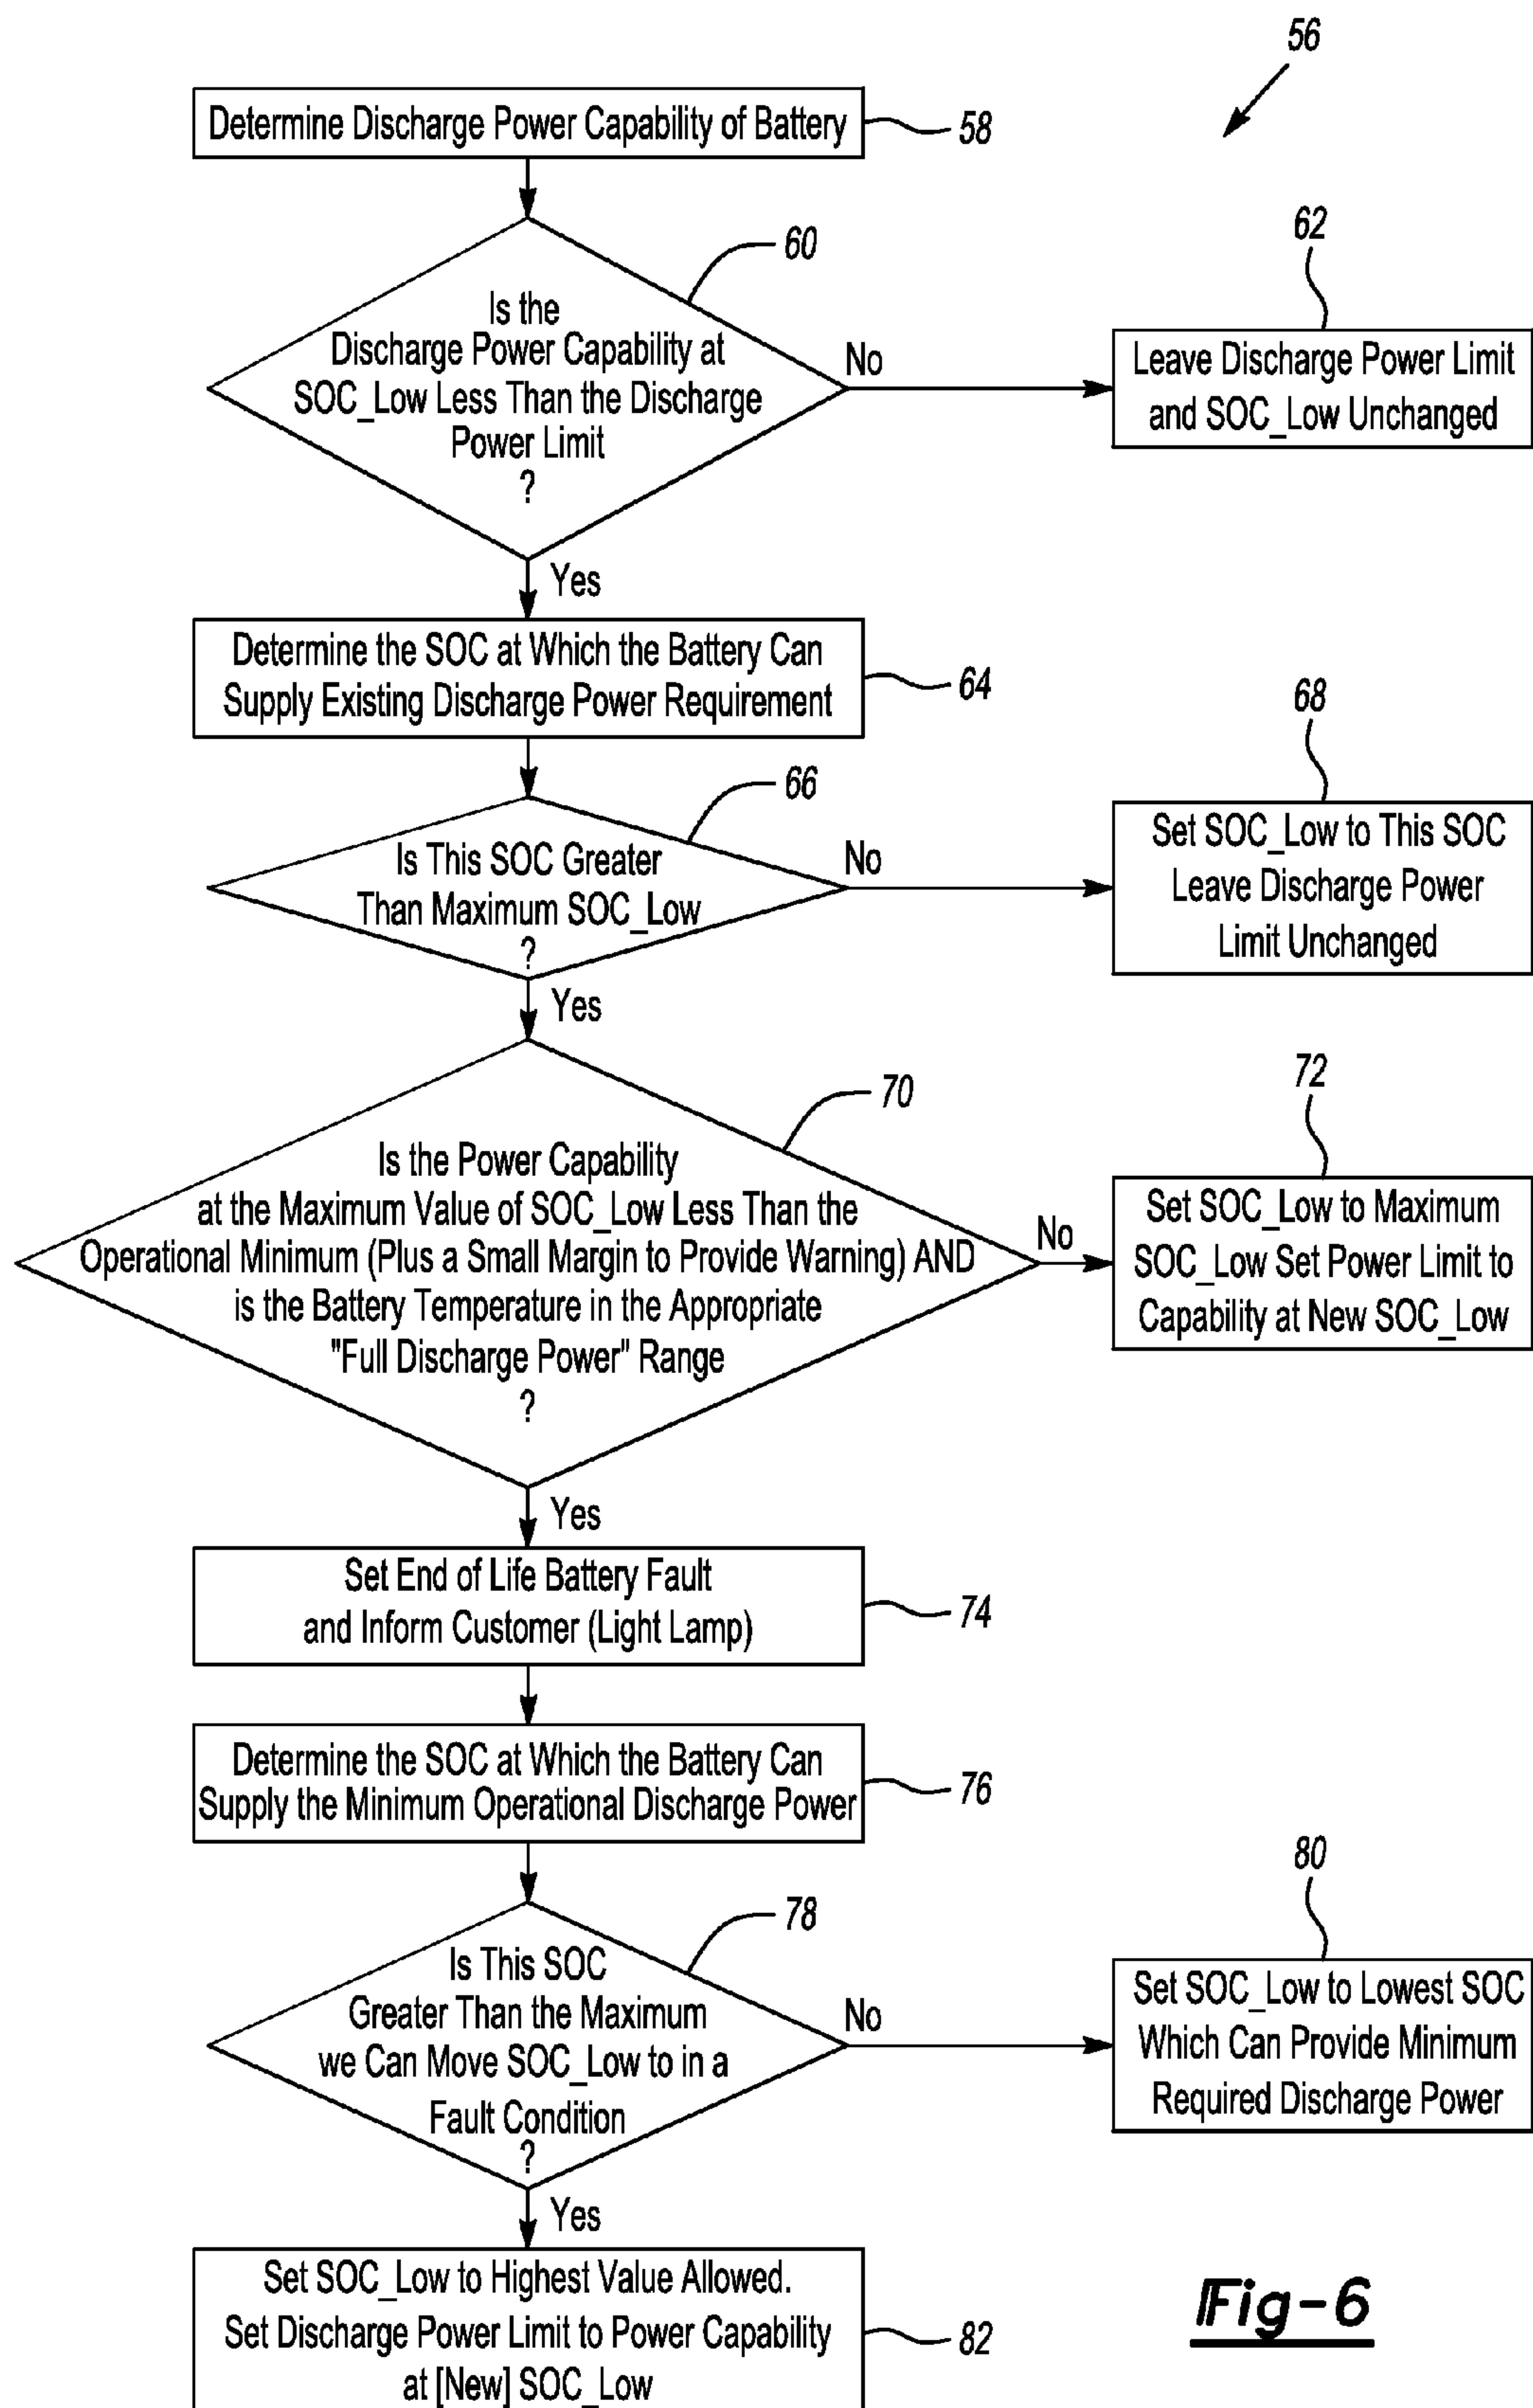 56
Determine Discharge Power Capability of Battery
58
60
Is the
Discharge Power Capability at
SOC_Low Less Than the Discharge
Power Limit
?
No
62
Leave Discharge Power Limit
and SOC_Low Unchanged
Yes
Determine the SOC at Which the Battery Can
Supply Existing Discharge Power Requirement
64
66
Is This SOC Greater
Than Maximum SOC_Low
?
No
68
Set SOC_Low to This SOC
Leave Discharge Power
Limit Unchanged
Yes
70
Is the Power Capability
at the Maximum Value of SOC_Low Less Than the
Operational Minimum (Plus a Small Margin to Provide Warning) AND
is the Battery Temperature in the Appropriate
"Full Discharge Power" Range
?
No
72
Set SOC_Low to Maximum
SOC_Low Set Power Limit to
Capability at New SOC_Low
Yes
Set End of Life Battery Fault
and Inform Customer (Light Lamp)
74
Determine the SOC at Which the Battery Can
Supply the Minimum Operational Discharge Power
76
78
Is This SOC
Greater Than the Maximum
we Can Move SOC_Low to in a
Fault Condition
?
No
80
Set SOC_Low to Lowest SOC
Which Can Provide Minimum
Required Discharge Power
Yes
Set SOC_Low to Highest Value Allowed.
Set Discharge Power Limit to Power Capability
at [New] SOC_Low
82
Fig-6